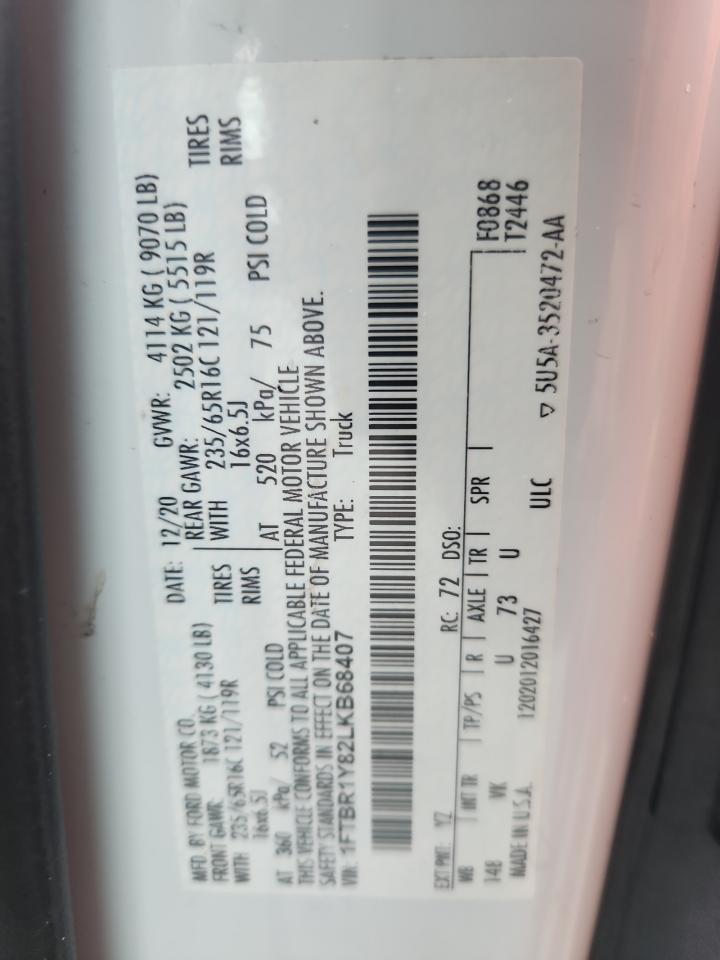 MFD. BY FORD MOTOR CO. DATE: 12/20 GVWR: 4114 KG ( 9070 LB)
FRONT GAWR: 1873 KG ( 4130 LB) REAR GAWR: 2502 KG ( 5515 LB)
WITH 235/65R16C 121/119R TIRES WITH 235/65R16C 121/119R TIRES
16x6.5J RIMS 16x6.5J RIMS
AT 360 kPa/ 52 PSI COLD AT 520 kPa/ 75 PSI COLD
THIS VEHICLE CONFORMS TO ALL APPLICABLE FEDERAL MOTOR VEHICLE
SAFETY STANDARDS IN EFFECT ON THE DATE OF MANUFACTURE SHOWN ABOVE.
VIN: 1FTBR1Y82LKB68407 TYPE: Truck
EXT PNT: YZ RC: 72 DSO:
WB INT TR TP/PS R AXLE TR SPR F0868
148 VK U 73 U T2446
MADE IN U.S.A. 1202012016427 ULC ▽ 5U5A-3520472-AA